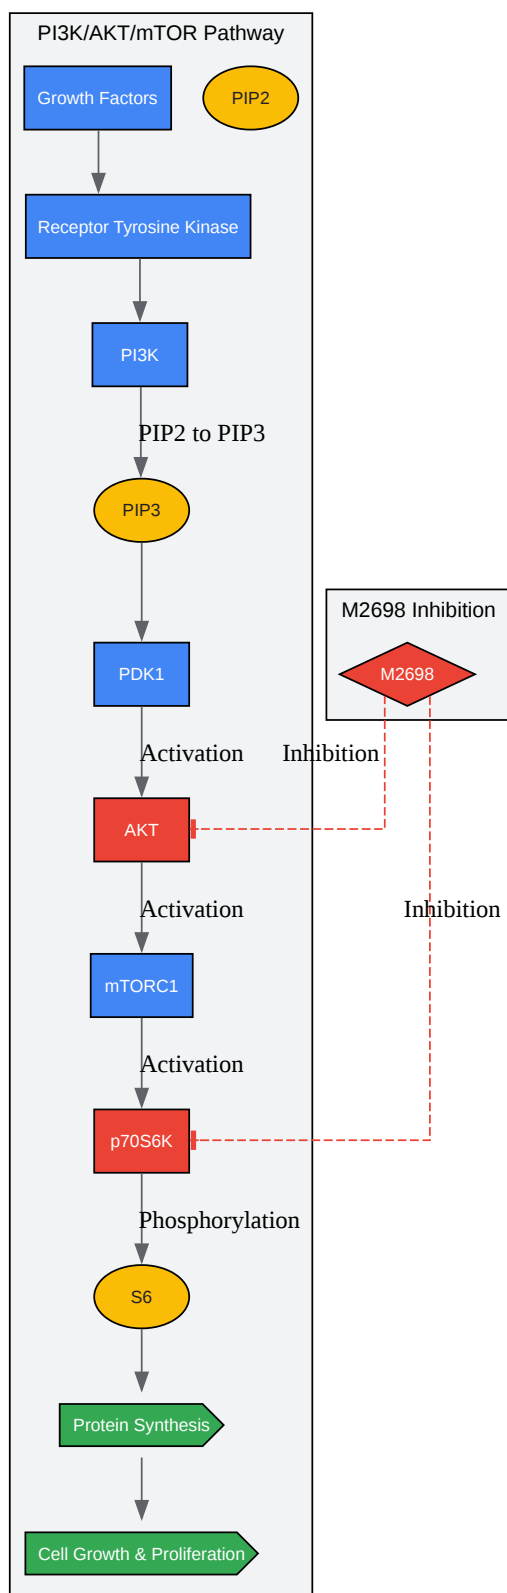 PI3K/AKT/mTOR Pathway
Growth Factors
PIP2
Receptor Tyrosine Kinase
PI3K
PIP2 to PIP3
PIP3
M2698 Inhibition
PDK1
M2698
Activation
Inhibition
AKT
Activation
Inhibition
mTORC1
Activation
p70S6K
Phosphorylation
S6
Protein Synthesis
Cell Growth & Proliferation